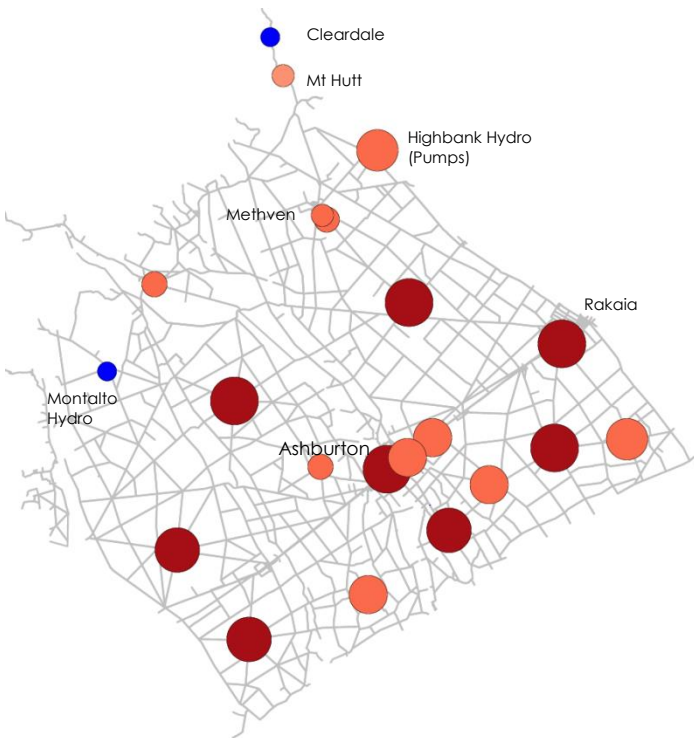 Cleardale
Mt Hutt
Highbank Hydro
(Pumps)
Methven
Rakaia
Montalto
Hydro
Ashburton